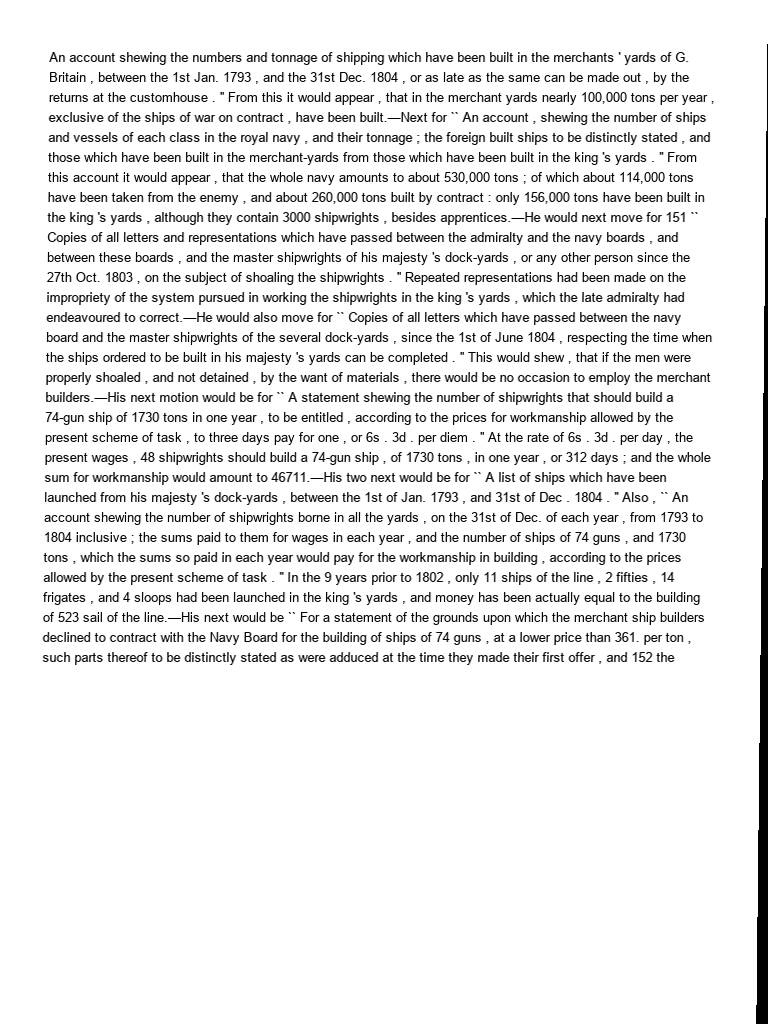 An account shewing the numbers and tonnage of shipping which have been built in the merchants ' yards of G.
Britain , between the 1st Jan. 1793 , and the 31st Dec. 1804 , or as late as the same can be made out , by the
returns at the customhouse . " From this it would appear , that in the merchant yards nearly 100,000 tons per year ,
exclusive of the ships of war on contract , have been built.—Next for `` An account , shewing the number of ships
and vessels of each class in the royal navy , and their tonnage ; the foreign built ships to be distinctly stated , and
those which have been built in the merchant-yards from those which have been built in the king 's yards . " From
this account it would appear , that the whole navy amounts to about 530,000 tons ; of which about 114,000 tons
have been taken from the enemy , and about 260,000 tons built by contract : only 156,000 tons have been built in
the king 's yards , although they contain 3000 shipwrights , besides apprentices.—He would next move for 151 ``
Copies of all letters and representations which have passed between the admiralty and the navy boards , and
between these boards , and the master shipwrights of his majesty 's dock-yards , or any other person since the
27th Oct. 1803 , on the subject of shoaling the shipwrights . " Repeated representations had been made on the
impropriety of the system pursued in working the shipwrights in the king 's yards , which the late admiralty had
endeavoured to correct.—He would also move for `` Copies of all letters which have passed between the navy
board and the master shipwrights of the several dock-yards , since the 1st of June 1804 , respecting the time when
the ships ordered to be built in his majesty 's yards can be completed . " This would shew , that if the men were
properly shoaled , and not detained , by the want of materials , there would be no occasion to employ the merchant
builders.—His next motion would be for `` A statement shewing the number of shipwrights that should build a
74-gun ship of 1730 tons in one year , to be entitled , according to the prices for workmanship allowed by the
present scheme of task , to three days pay for one , or 6s . 3d . per diem . " At the rate of 6s . 3d . per day , the
present wages , 48 shipwrights should build a 74-gun ship , of 1730 tons , in one year , or 312 days ; and the whole
sum for workmanship would amount to 46711.—His two next would be for `` A list of ships which have been
launched from his majesty 's dock-yards , between the 1st of Jan. 1793 , and 31st of Dec . 1804 . " Also , `` An
account shewing the number of shipwrights borne in all the yards , on the 31st of Dec. of each year , from 1793 to
1804 inclusive ; the sums paid to them for wages in each year , and the number of ships of 74 guns , and 1730
tons , which the sums so paid in each year would pay for the workmanship in building , according to the prices
allowed by the present scheme of task . " In the 9 years prior to 1802 , only 11 ships of the line , 2 fifties , 14
frigates , and 4 sloops had been launched in the king 's yards , and money has been actually equal to the building
of 523 sail of the line.—His next would be `` For a statement of the grounds upon which the merchant ship builders
declined to contract with the Navy Board for the building of ships of 74 guns , at a lower price than 361. per ton ,
such parts thereof to be distinctly stated as were adduced at the time they made their first offer , and 152 the